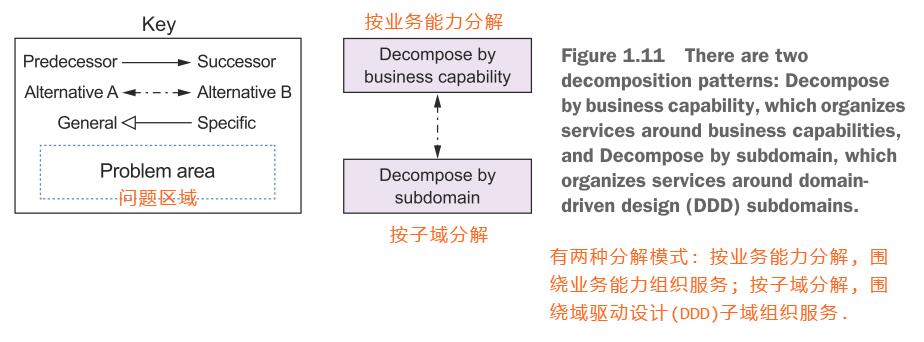 Key
Predecessor
Successor
Alternative A
Alternative B
General
Specific
Problem area
问题区域
按业务能力分解
Decompose by
business capability
Decompose by
subdomain
按子域分解
Figure 1.11 There are two
decomposition patterns: Decompose
by business capability, which organizes
services around business capabilities,
and Decompose by subdomain, which
organizes services around domain-
driven design (DDD) subdomains.
有两种分解模式: 按业务能力分解, 围
绕业务能力组织服务; 按子域分解, 围
绕域驱动设计(DDD)子域组织服务.